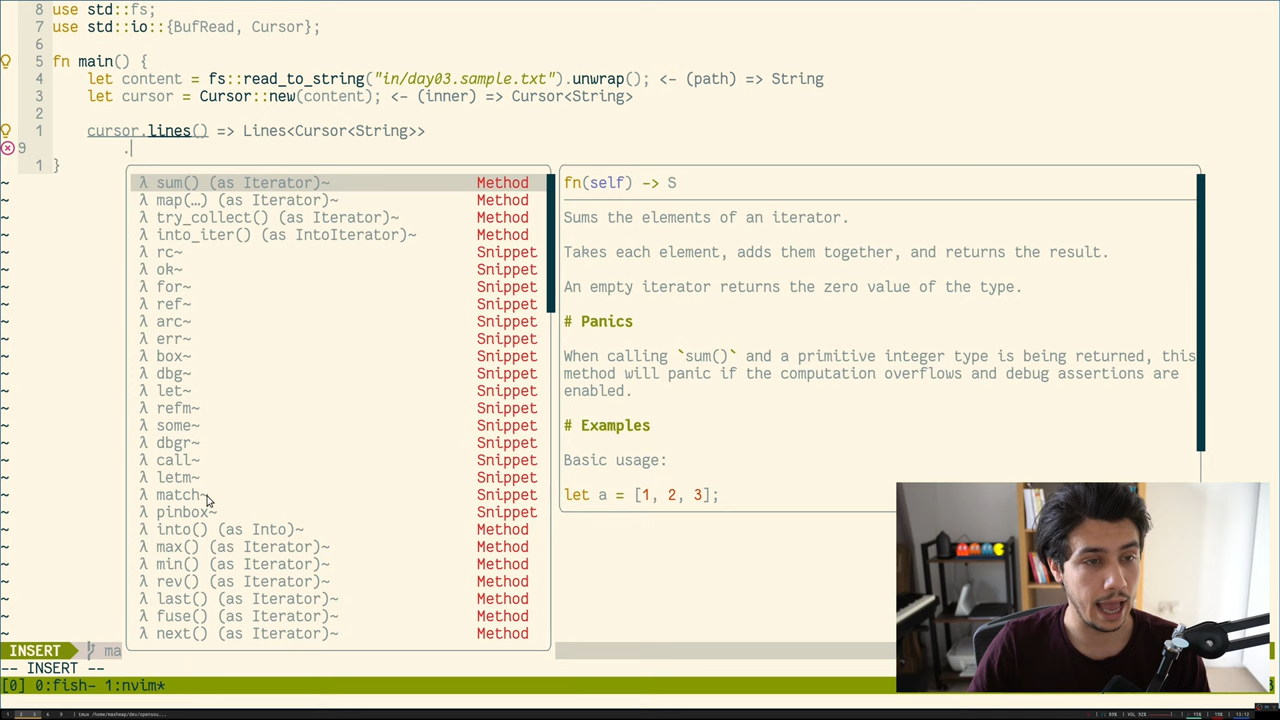 8 use std::fs;
7 use std::io::{BufRead, Cursor};
6
5 fn main() {
4 let content = fs::read_to_string("in/day03.sample.txt").unwrap(); <- (path) => String
3 let cursor = Cursor::new(content); <- (inner) => Cursor<String>
2
1 cursor.lines() => Lines<Cursor<String>>
9 .
1 }
~
λ sum() (as Iterator)~ Method
λ map(…) (as Iterator)~ Method
λ try_collect() (as Iterator)~ Method
λ into_iter() (as IntoIterator)~ Method
λ rc~ Snippet
λ ok~ Snippet
λ for~ Snippet
λ ref~ Snippet
λ arc~ Snippet
λ err~ Snippet
λ box~ Snippet
λ dbg~ Snippet
λ let~ Snippet
λ refm~ Snippet
λ some~ Snippet
λ dbgr~ Snippet
λ call~ Snippet
λ letm~ Snippet
λ match~ Snippet
λ pinbox~ Snippet
λ into() (as Into)~ Method
λ max() (as Iterator)~ Method
λ min() (as Iterator)~ Method
λ rev() (as Iterator)~ Method
λ last() (as Iterator)~ Method
λ fuse() (as Iterator)~ Method
λ next() (as Iterator)~ Method
fn(self) -> S
Sums the elements of an iterator.
Takes each element, adds them together, and returns the result.
An empty iterator returns the zero value of the type.
# Panics
When calling `sum()` and a primitive integer type is being returned, this
method will panic if the computation overflows and debug assertions are
enabled.
# Examples
Basic usage:
let a = [1, 2, 3];
INSERT ma
-- INSERT --
[0] 0:fish- 1:nvim*